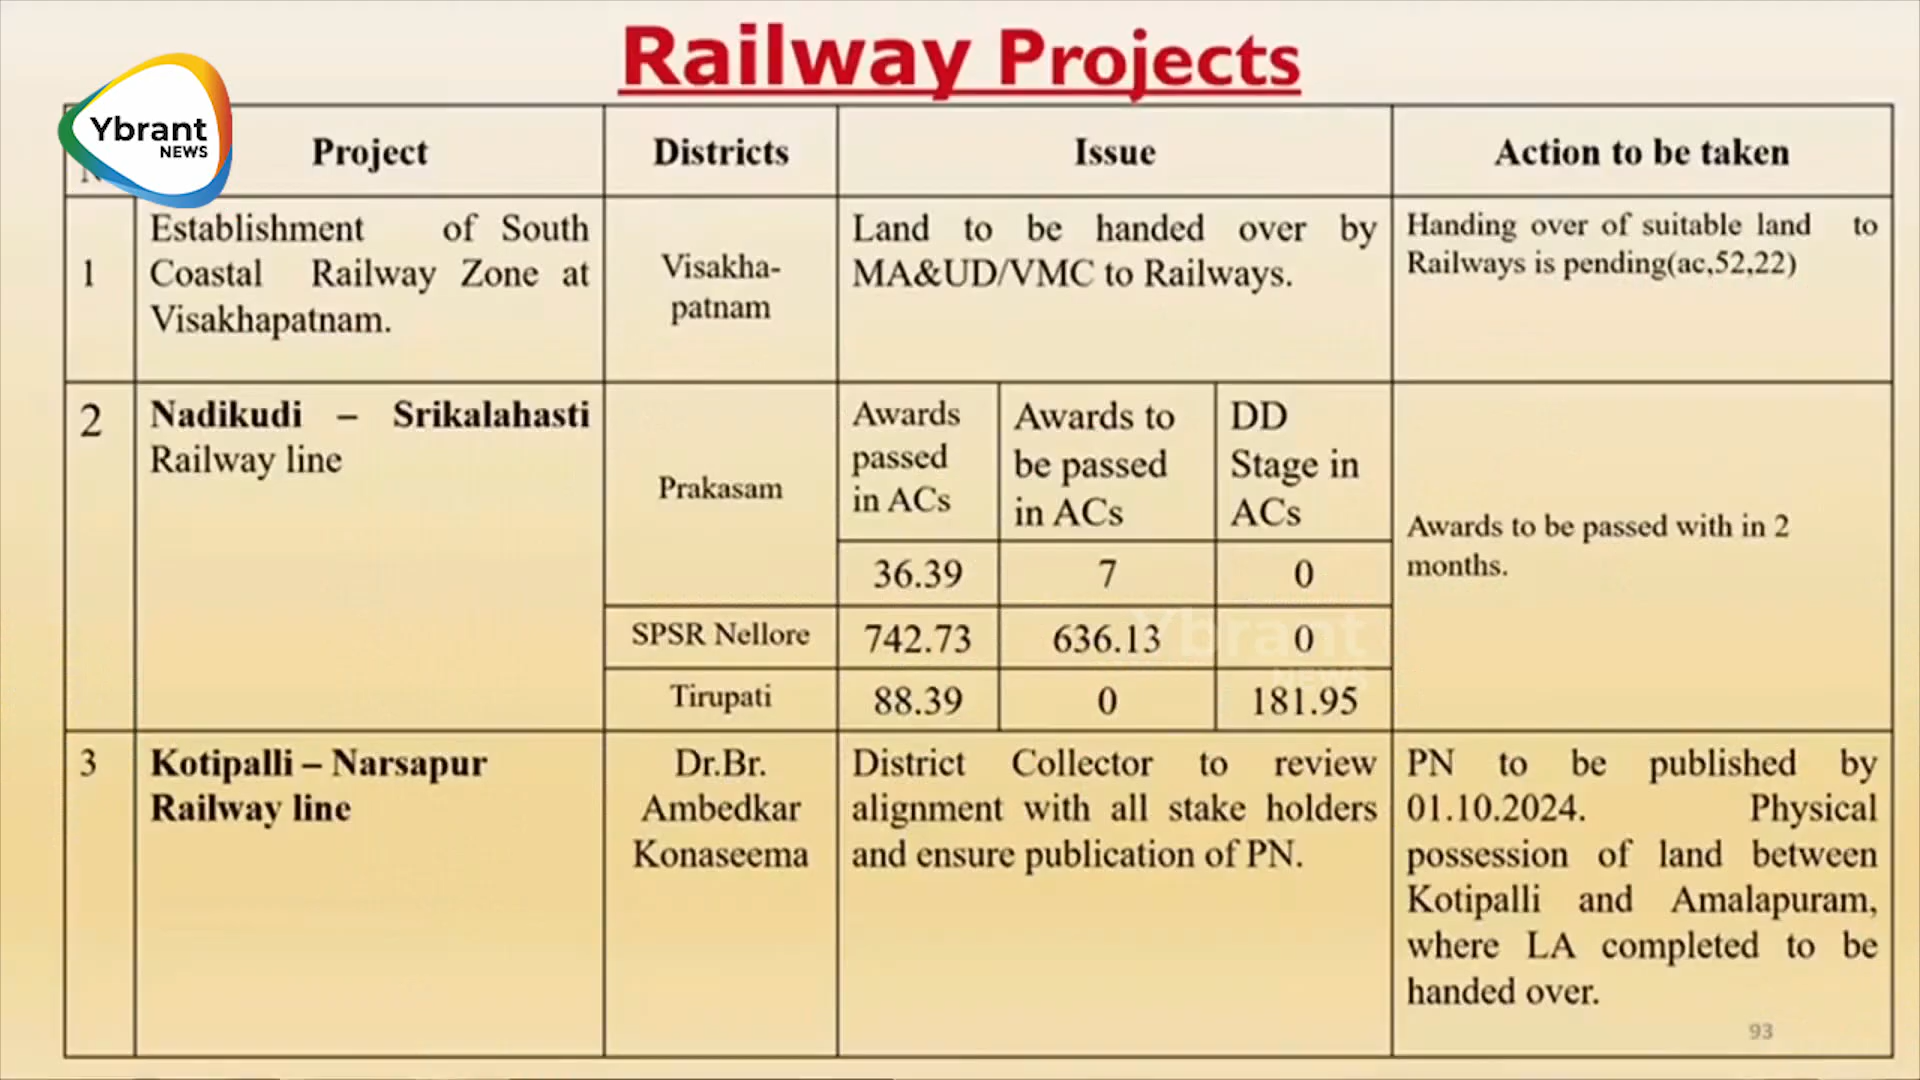 Railway Projects
Ybrant
NEWS
Project
Districts
Issue
Action to be taken
1
Establishment of South
Coastal Railway Zone at
Visakhapatnam.
Visakha-
patnam
Land to be handed over by
MA&UD/VMC to Railways.
Handing over of suitable land to
Railways is pending(ac,52,22)
2
Nadikudi – Srikalahasti
Railway line
Prakasam
Awards
passed
in ACs
Awards to
be passed
in ACs
DD
Stage in
ACs
36.39
7
0
SPSR Nellore
742.73
636.13
0
Tirupati
88.39
0
181.95
Awards to be passed with in 2
months.
Ybrant
NEWS
3
Kotipalli – Narsapur
Railway line
Dr.Br.
Ambedkar
Konaseema
District Collector to review
alignment with all stake holders
and ensure publication of PN.
PN to be published by
01.10.2024. Physical
possession of land between
Kotipalli and Amalapuram,
where LA completed to be
handed over.
93